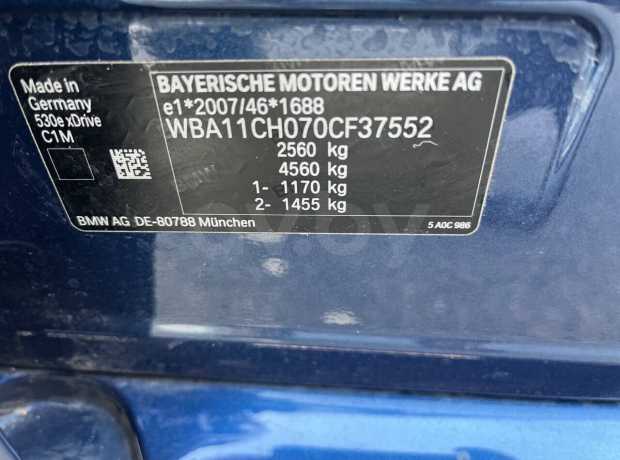 Made in
Germany
530e xDrive
C1M
BAYERISCHE MOTOREN WERKE AG
e1*2007/46*1688
WBA11CH070CF37552
2560 kg
4560 kg
1- 1170 kg
2- 1455 kg
BMW AG DE-80788 München
5 A0C 986